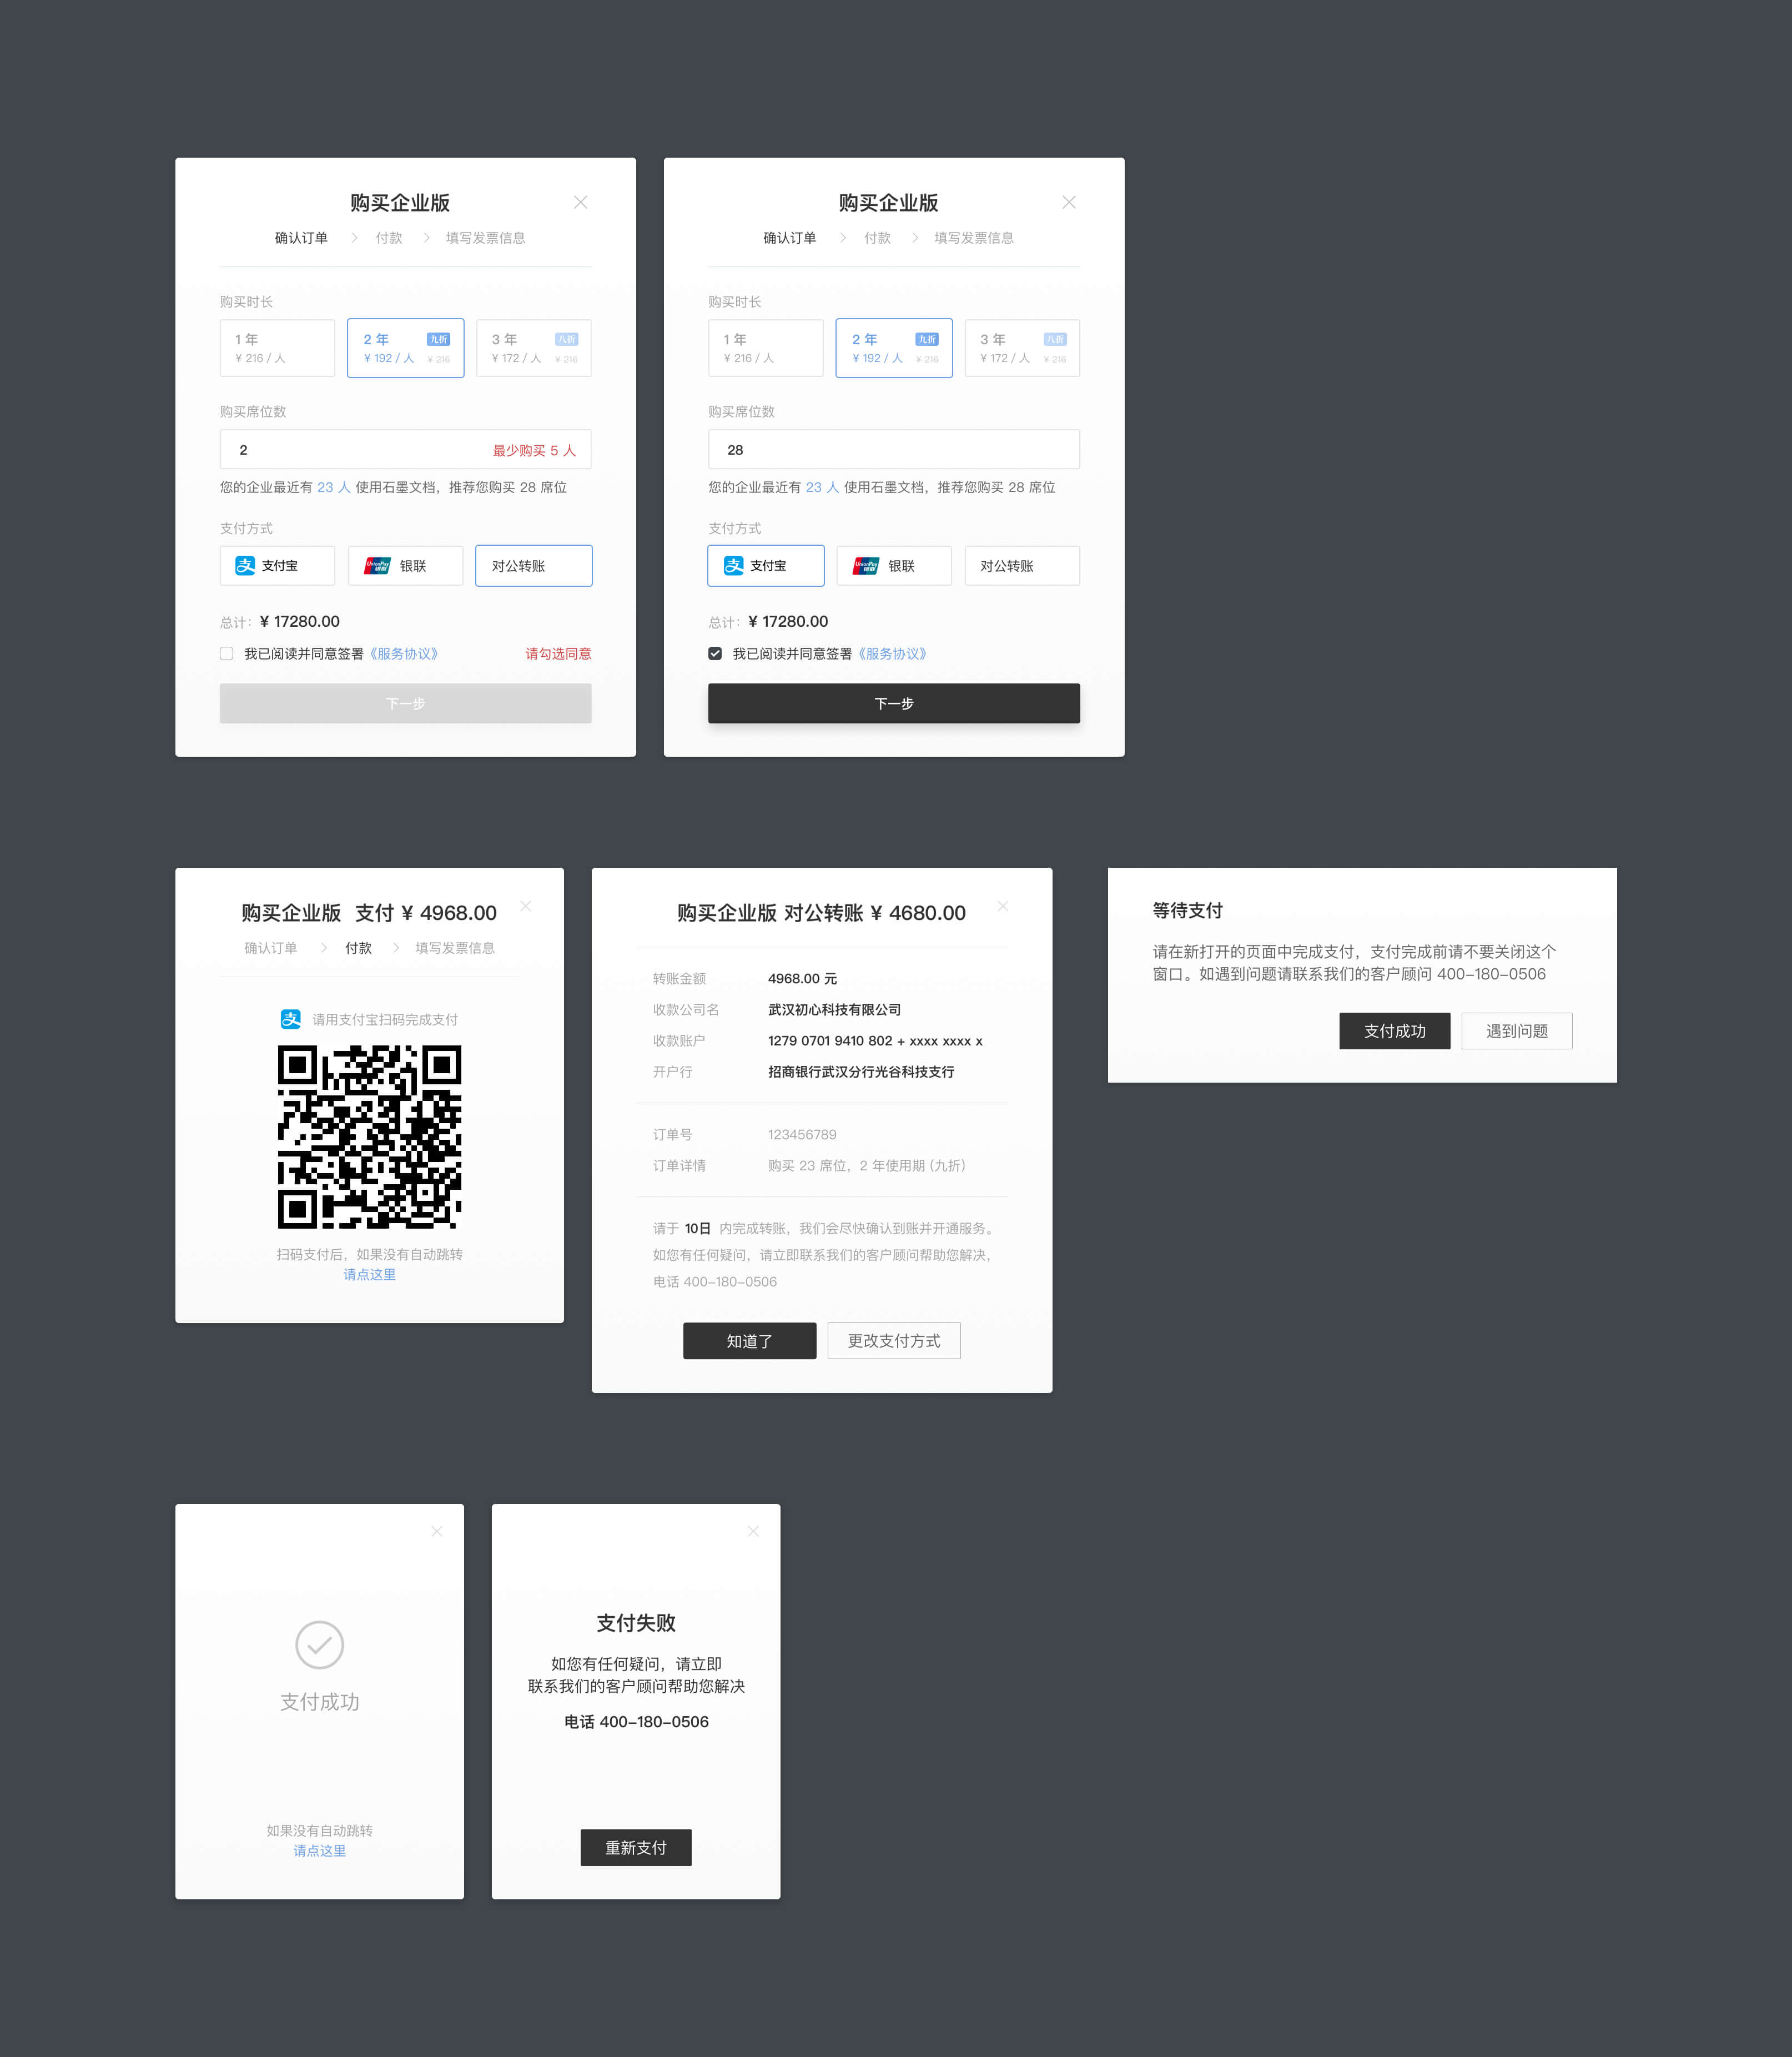 购买企业版
确认订单 付款 填写发票信息
购买时长
1 年
¥ 216 / 人
2 年 九折
¥ 192 / 人 ¥ 216
3 年 八折
¥ 172 / 人 ¥ 216
购买席位数
2 最少购买 5 人
您的企业最近有 23 人 使用石墨文档，推荐您购买 28 席位
支付方式
支 支付宝 UnionPay 银联 银联 对公转账
总计：¥ 17280.00
我已阅读并同意签署《服务协议》 请勾选同意
下一步
购买企业版
确认订单 付款 填写发票信息
购买时长
1 年
¥ 216 / 人
2 年 九折
¥ 192 / 人 ¥ 216
3 年 八折
¥ 172 / 人 ¥ 216
购买席位数
28
您的企业最近有 23 人 使用石墨文档，推荐您购买 28 席位
支付方式
支 支付宝 UnionPay 银联 银联 对公转账
总计：¥ 17280.00
我已阅读并同意签署《服务协议》
下一步
购买企业版 支付 ¥ 4968.00
确认订单 付款 填写发票信息
支 请用支付宝扫码完成支付
扫码支付后，如果没有自动跳转
请点这里
购买企业版 对公转账 ¥ 4680.00
转账金额 4968.00 元
收款公司名 武汉初心科技有限公司
收款账户 1279 0701 9410 802 + xxxx xxxx x
开户行 招商银行武汉分行光谷科技支行
订单号 123456789
订单详情 购买 23 席位，2 年使用期 (九折)
请于 10日 内完成转账，我们会尽快确认到账并开通服务。
如您有任何疑问，请立即联系我们的客户顾问帮助您解决，
电话 400-180-0506
知道了 更改支付方式
等待支付
请在新打开的页面中完成支付，支付完成前请不要关闭这个
窗口。如遇到问题请联系我们的客户顾问 400-180-0506
支付成功 遇到问题
支付成功
如果没有自动跳转
请点这里
支付失败
如您有任何疑问，请立即
联系我们的客户顾问帮助您解决
电话 400-180-0506
重新支付